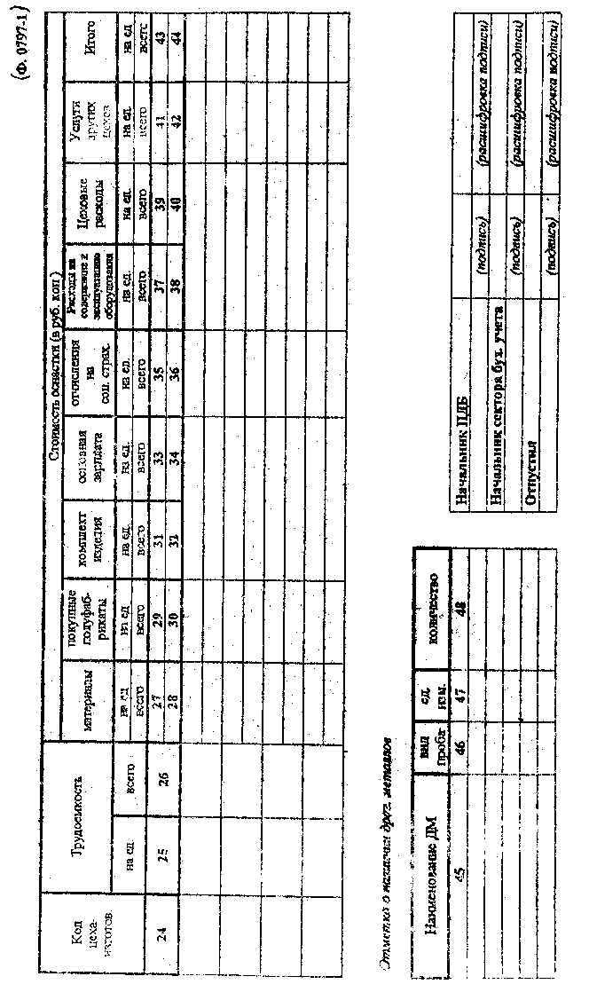 (Ф. 0797-1)
Код цеха-изготов.
Трудоемкость
Стоимость оснастки (в руб. коп)
материалы
покупные полуфаб-рикаты
комплект изделия
основная зарплата
отчисления на соц. страх.
Расходы на содержание и эксплуатацию оборудования
Цеховые расходы
Услуги других цехов
Итого
на ед. всего
на ед. на ед. на ед. на ед. на ед. на ед. на ед. на ед. на ед
всего всего всего всего всего всего всего всего всего
24 25 26 27 29 31 33 35 37 39 41 43
28 30 32 34 36 38 40 42 44
Отметка о наличии драг. металлов
Наименование ДМ
вид проба
ед. изм.
количество
45 46 47 48
Начальник ПДБ
(подпись) (расшифровка подписи)
Начальник сектора бух. учета
(подпись) (расшифровка подписи)
Отпустил
(подпись) (расшифровка подписи)